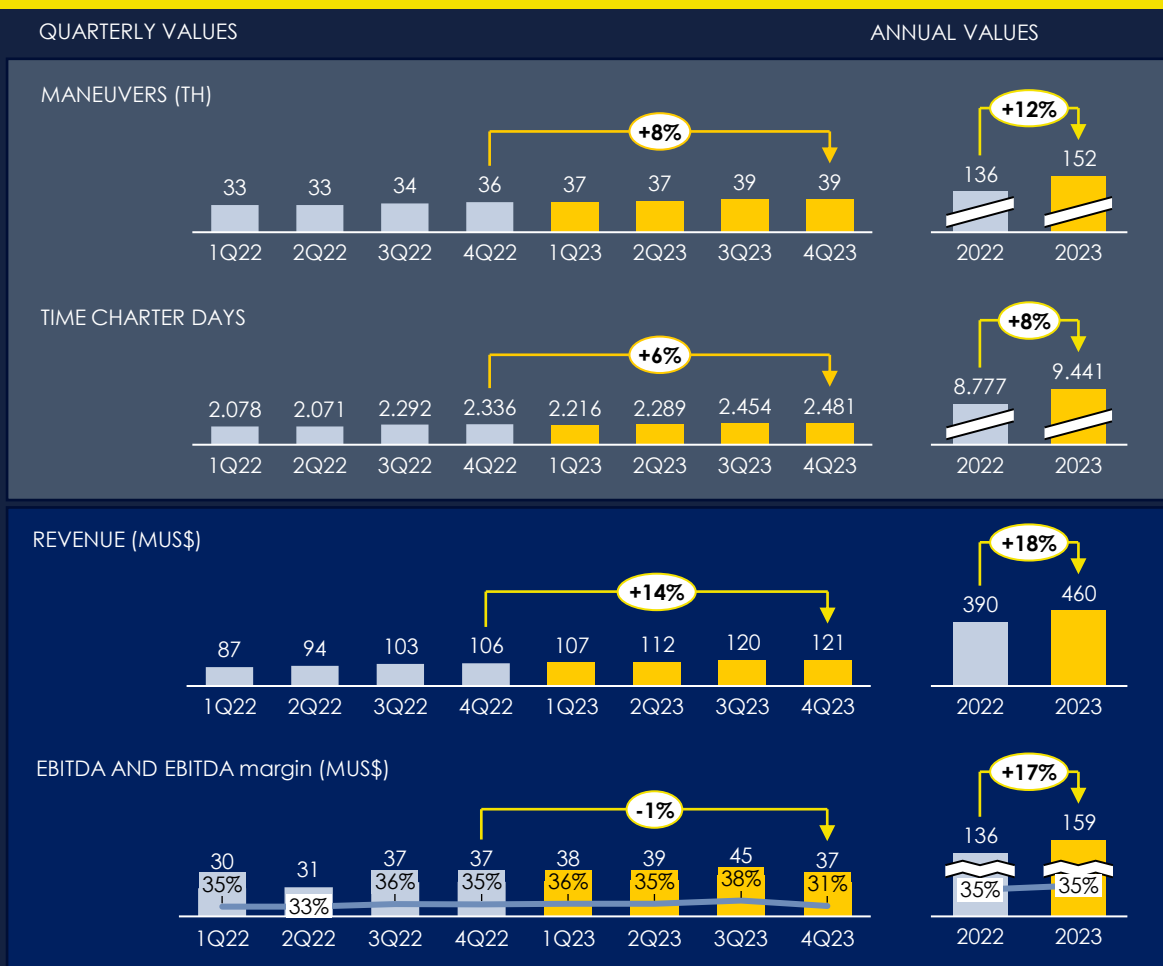 QUARTERLY VALUES ANNUAL VALUES
MANEUVERS (TH)
+8% +12%
33 33 34 36 37 37 39 39 136 152
1Q22 2Q22 3Q22 4Q22 1Q23 2Q23 3Q23 4Q23 2022 2023
TIME CHARTER DAYS
+6% +8%
2.078 2.071 2.292 2.336 2.216 2.289 2.454 2.481 8.777 9.441
1Q22 2Q22 3Q22 4Q22 1Q23 2Q23 3Q23 4Q23 2022 2023
REVENUE (MUS$)
+14% +18%
87 94 103 106 107 112 120 121 390 460
1Q22 2Q22 3Q22 4Q22 1Q23 2Q23 3Q23 4Q23 2022 2023
EBITDA AND EBITDA margin (MUS$)
-1% +17%
30 31 37 37 38 39 45 37 136 159
35% 33% 36% 35% 36% 35% 38% 31% 35% 35%
1Q22 2Q22 3Q22 4Q22 1Q23 2Q23 3Q23 4Q23 2022 2023